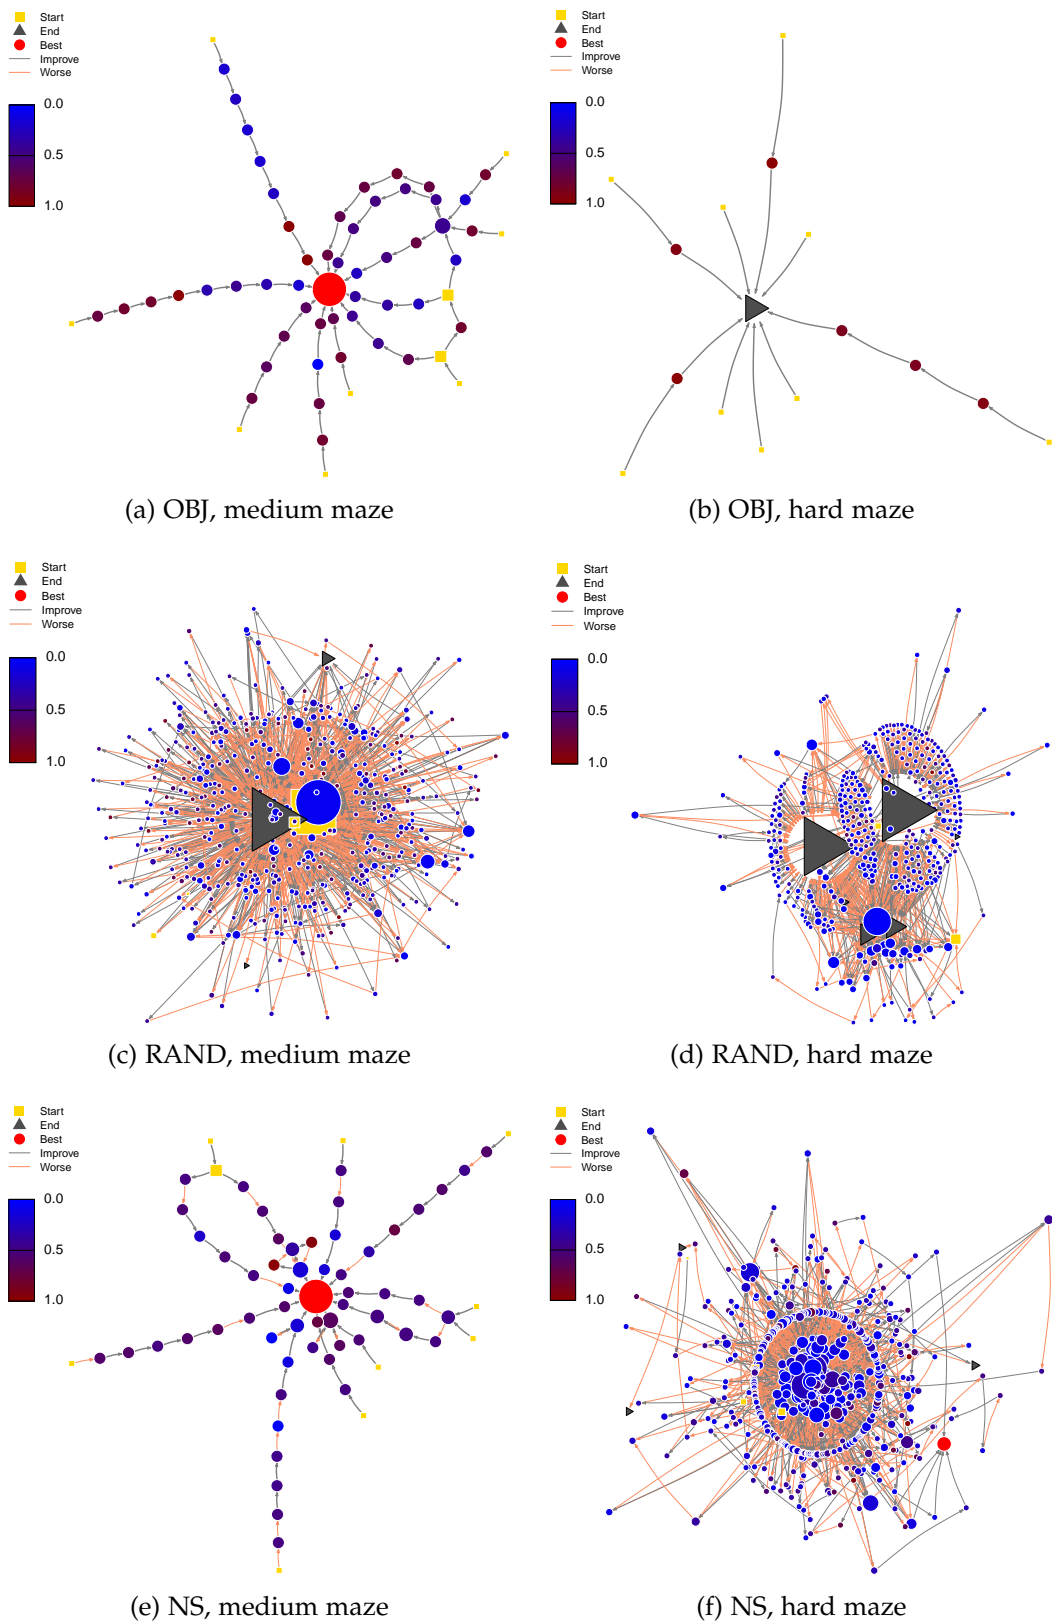 Start
End
Best
Improve
Worse
0.0
0.5
1.0
(a) OBJ, medium maze
Start
End
Best
Improve
Worse
0.0
0.5
1.0
(b) OBJ, hard maze
Start
End
Best
Improve
Worse
0.0
0.5
1.0
(c) RAND, medium maze
Start
End
Best
Improve
Worse
0.0
0.5
1.0
(d) RAND, hard maze
Start
End
Best
Improve
Worse
0.0
0.5
1.0
(e) NS, medium maze
Start
End
Best
Improve
Worse
0.0
0.5
1.0
(f) NS, hard maze